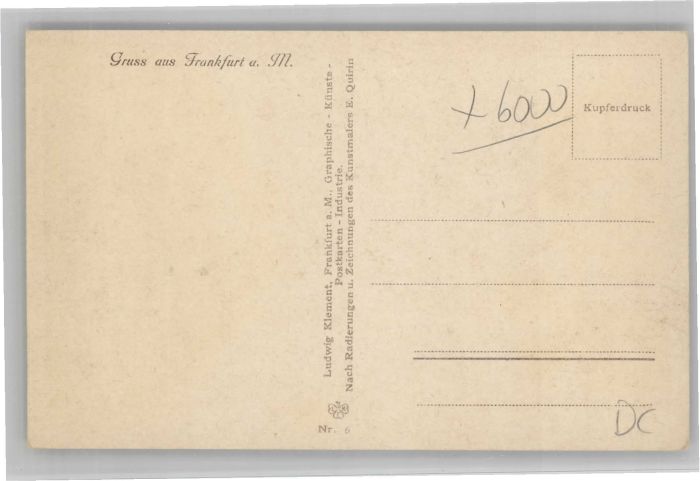 Gruss aus Frankfurt a. M.
Ludwig Klement, Frankfurt a. M., Graphische - Künste -
Postkarten - Industrie.
Nach Radierungen u. Zeichnungen des Kunstmalers E. Quirin
Nr. 6
+ 6000
Kupferdruck
DC